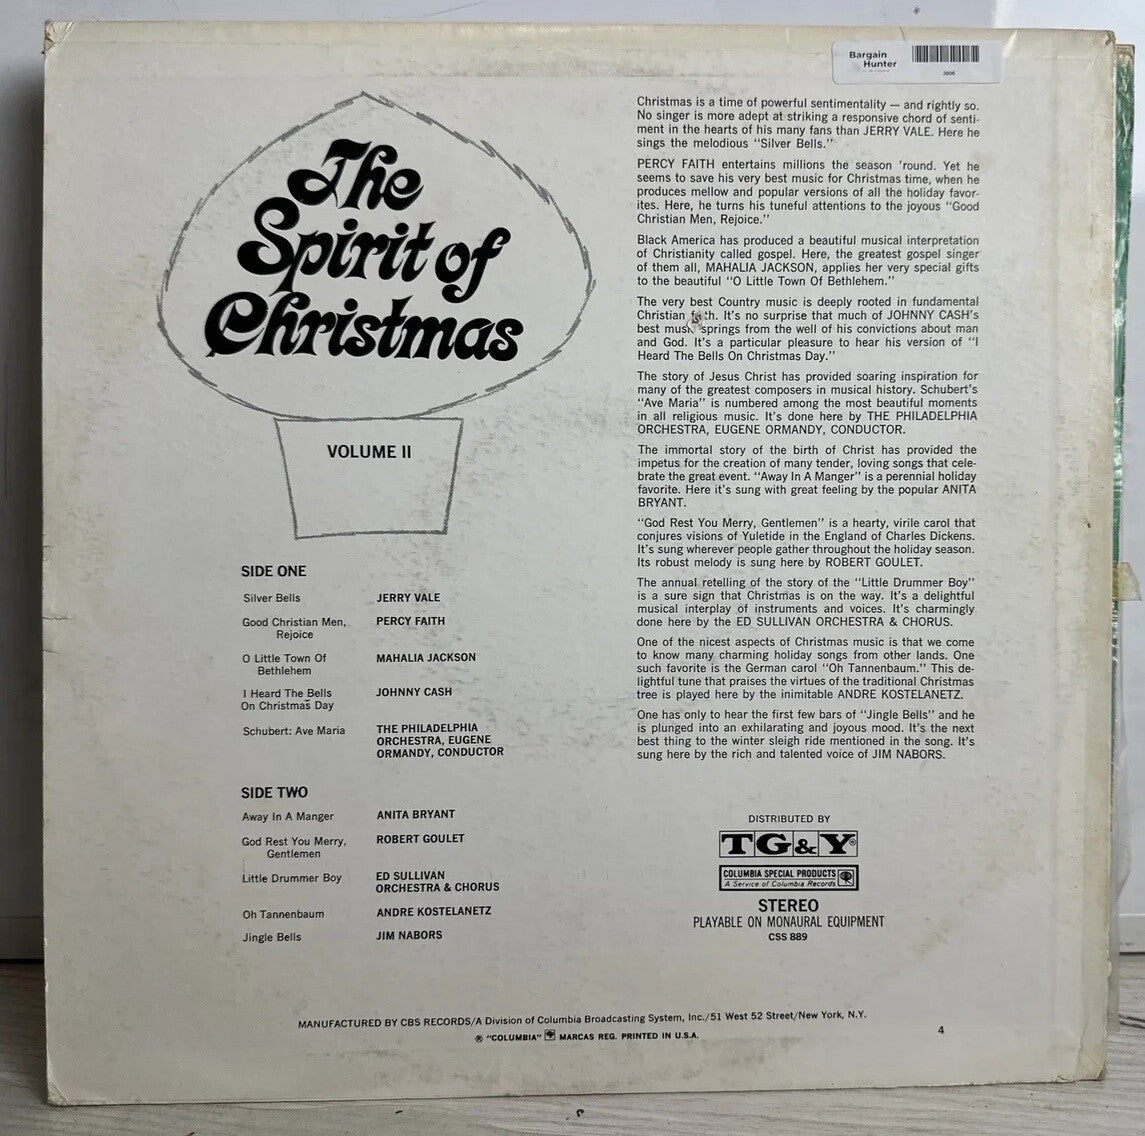 Bargain
Hunter
3606
The
Spirit of
Christmas
VOLUME II
SIDE ONE
Silver Bells JERRY VALE
Good Christian Men, PERCY FAITH
Rejoice
O Little Town Of MAHALIA JACKSON
Bethlehem
I Heard The Bells JOHNNY CASH
On Christmas Day
Schubert: Ave Maria THE PHILADELPHIA
ORCHESTRA, EUGENE
ORMANDY, CONDUCTOR
SIDE TWO
Away In A Manger ANITA BRYANT
God Rest You Merry, ROBERT GOULET
Gentlemen
Little Drummer Boy ED SULLIVAN
ORCHESTRA & CHORUS
Oh Tannenbaum ANDRE KOSTELANETZ
Jingle Bells JIM NABORS
Christmas is a time of powerful sentimentality — and rightly so.
No singer is more adept at striking a responsive chord of senti-
ment in the hearts of his many fans than JERRY VALE. Here he
sings the melodious "Silver Bells."
PERCY FAITH entertains millions the season 'round. Yet he
seems to save his very best music for Christmas time, when he
produces mellow and popular versions of all the holiday favor-
ites. Here, he turns his tuneful attentions to the joyous "Good
Christian Men, Rejoice."
Black America has produced a beautiful musical interpretation
of Christianity called gospel. Here, the greatest gospel singer
of them all, MAHALIA JACKSON, applies her very special gifts
to the beautiful "O Little Town Of Bethlehem."
The very best Country music is deeply rooted in fundamental
Christian It's no surprise that much of JOHNNY CASH's
best springs from the well of his convictions about man
and God. It's a particular pleasure to hear his version of "I
Heard The Bells On Christmas Day."
The story of Jesus Christ has provided soaring inspiration for
many of the greatest composers in musical history. Schubert's
"Ave Maria" is numbered among the most beautiful moments
in all religious music. It's done here by THE PHILADELPHIA
ORCHESTRA, EUGENE ORMANDY, CONDUCTOR.
The immortal story of the birth of Christ has provided the
impetus for the creation of many tender, loving songs that cele-
brate the great event. "Away In A Manger" is a perennial holiday
favorite. Here it's sung with great feeling by the popular ANITA
BRYANT.
"God Rest You Merry, Gentlemen" is a hearty, virile carol that
conjures visions of Yuletide in the England of Charles Dickens.
It's sung wherever people gather throughout the holiday season.
Its robust melody is sung here by ROBERT GOULET.
The annual retelling of the story of the "Little Drummer Boy"
is a sure sign that Christmas is on the way. It's a delightful
musical interplay of instruments and voices. It's charmingly
done here by the ED SULLIVAN ORCHESTRA & CHORUS.
One of the nicest aspects of Christmas music is that we come
to know many charming holiday songs from other lands. One
such favorite is the German carol "Oh Tannenbaum." This de-
lightful tune that praises the virtues of the traditional Christmas
tree is played here by the inimitable ANDRE KOSTELANETZ.
One has only to hear the first few bars of "Jingle Bells" and he
is plunged into an exhilarating and joyous mood. It's the next
best thing to the winter sleigh ride mentioned in the song. It's
sung here by the rich and talented voice of JIM NABORS.
DISTRIBUTED BY
TG&Y®
COLUMBIA SPECIAL PRODUCTS
A Service of Columbia Records
STEREO
PLAYABLE ON MONAURAL EQUIPMENT
CSS 889
MANUFACTURED BY CBS RECORDS/A Division of Columbia Broadcasting System, Inc./51 West 52 Street/New York, N.Y.
® "COLUMBIA" MARCAS REG. PRINTED IN U.S.A.
4